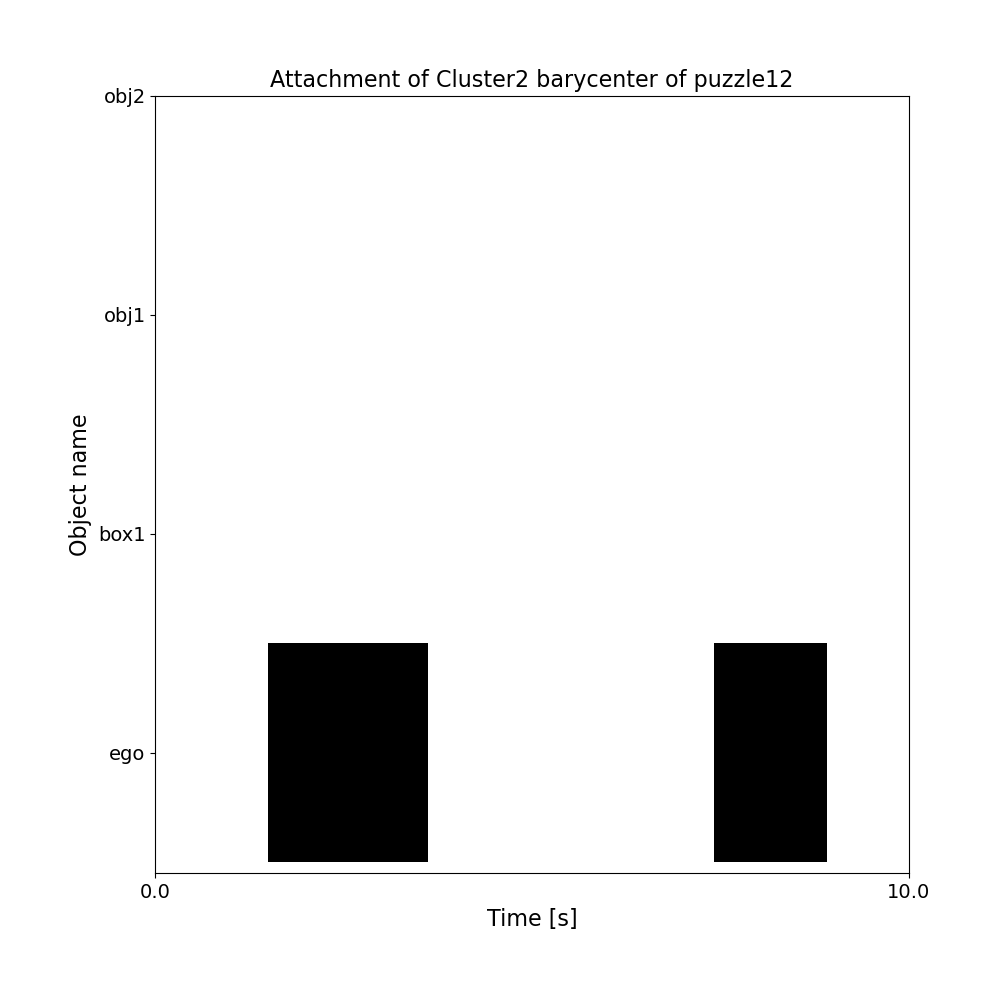 Attachment of Cluster2 barycenter of puzzle12
obj2
obj1
box1
ego
Object name
0.0
10.0
Time [s]